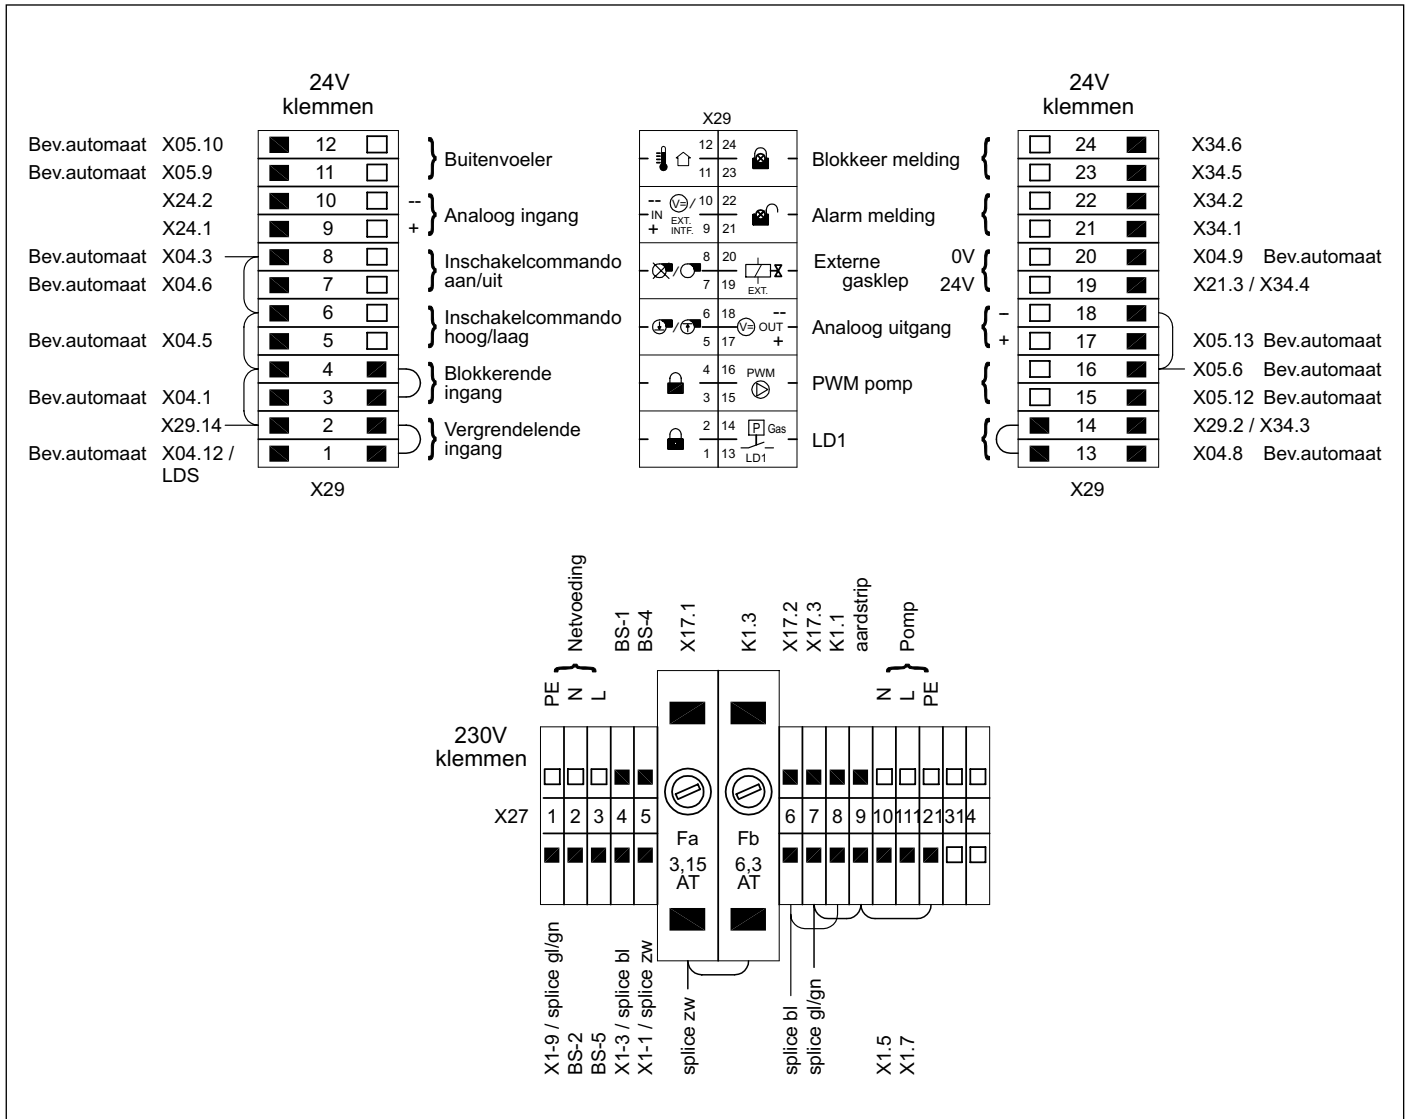 24V
klemmen
Bev.automaat X05.10 12
Bev.automaat X05.9 11
Buitenvoeler
X24.2 10 --
X24.1 9 +
Analoog ingang
Bev.automaat X04.3 8
Bev.automaat X04.6 7
Inschakelcommando
aan/uit
6
Bev.automaat X04.5 5
Inschakelcommando
hoog/laag
4
Bev.automaat X04.1 3
Blokkerende
ingang
X29.14 2
Bev.automaat X04.12 / 1
LDS
Vergrendelende
ingang
X29
X29
12 24
11 23
-- IN + V=/ EXT. INTF. 10 22
9 21
/ 8 20
7 19 EXT.
/ 6 18 V= OUT -- +
5 17
4 16 PWM
3 15
2 14 P Gas
1 13 LD1
24V
klemmen
Blokkeer melding
24 X34.6
23 X34.5
Alarm melding
22 X34.2
21 X34.1
Externe
gasklep
0V 20 X04.9 Bev.automaat
24V 19 X21.3 / X34.4
Analoog uitgang
– 18
+ 17 X05.13 Bev.automaat
PWM pomp
16 X05.6 Bev.automaat
15 X05.12 Bev.automaat
LD1
14 X29.2 / X34.3
13 X04.8 Bev.automaat
X29
Netvoeding
PE
N
L
BS-1
BS-4
X17.1
K1.3
X17.2
X17.3
K1.1
aardstrip
Pomp
N
L
PE
230V
klemmen
X27 1 2 3 4 5
Fa
3,15
AT
Fb
6,3
AT
6 7 8 9 10 11 12 13 14
X1-9 / splice gl/gn
BS-2
BS-5
X1-3 / splice bl
X1-1 / splice zw
splice zw
splice bl
splice gl/gn
X1.5
X1.7